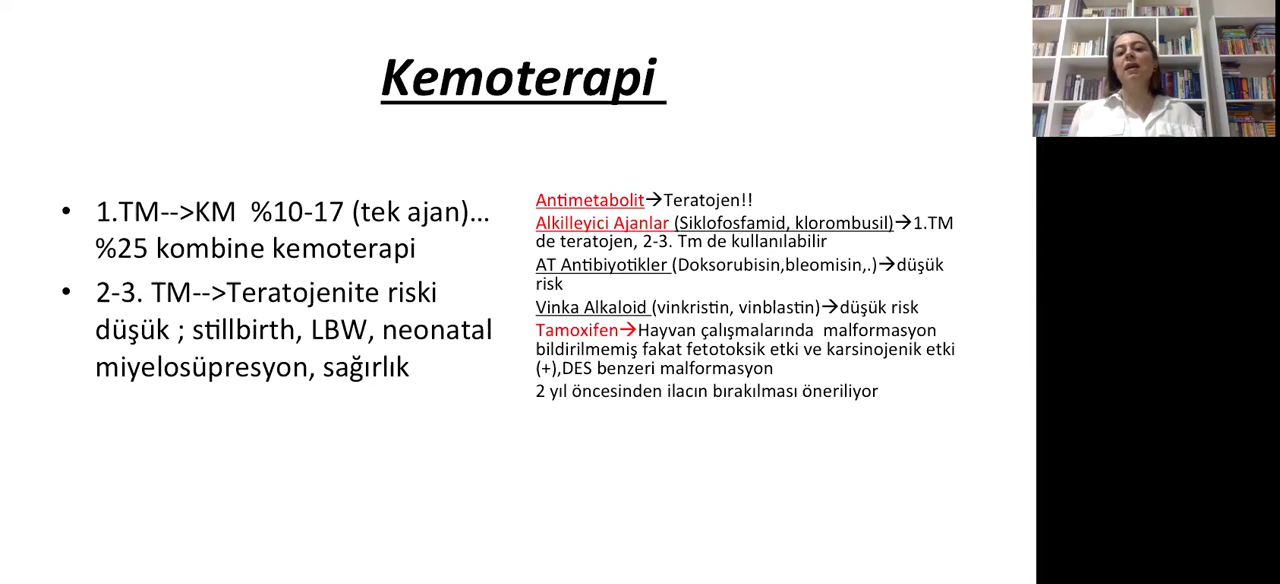 Kemoterapi
• 1.TM-->KM %10-17 (tek ajan)...
%25 kombine kemoterapi
• 2-3. TM-->Teratojenite riski
düşük ; stillbirth, LBW, neonatal
miyelosüpresyon, sağırlık
Antimetabolit→Teratojen!!
Alkilleyici Ajanlar (Siklofosfamid, klorombusil)→1.TM
de teratojen, 2-3. Tm de kullanılabilir
AT Antibiyotikler (Doksorubisin,bleomisin,.)→düşük
risk
Vinka Alkaloid (vinkristin, vinblastin)→düşük risk
Tamoxifen→Hayvan çalışmalarında malformasyon
bildirilmemiş fakat fetotoksik etki ve karsinojenik etki
(+),DES benzeri malformasyon
2 yıl öncesinden ilacın bırakılması öneriliyor